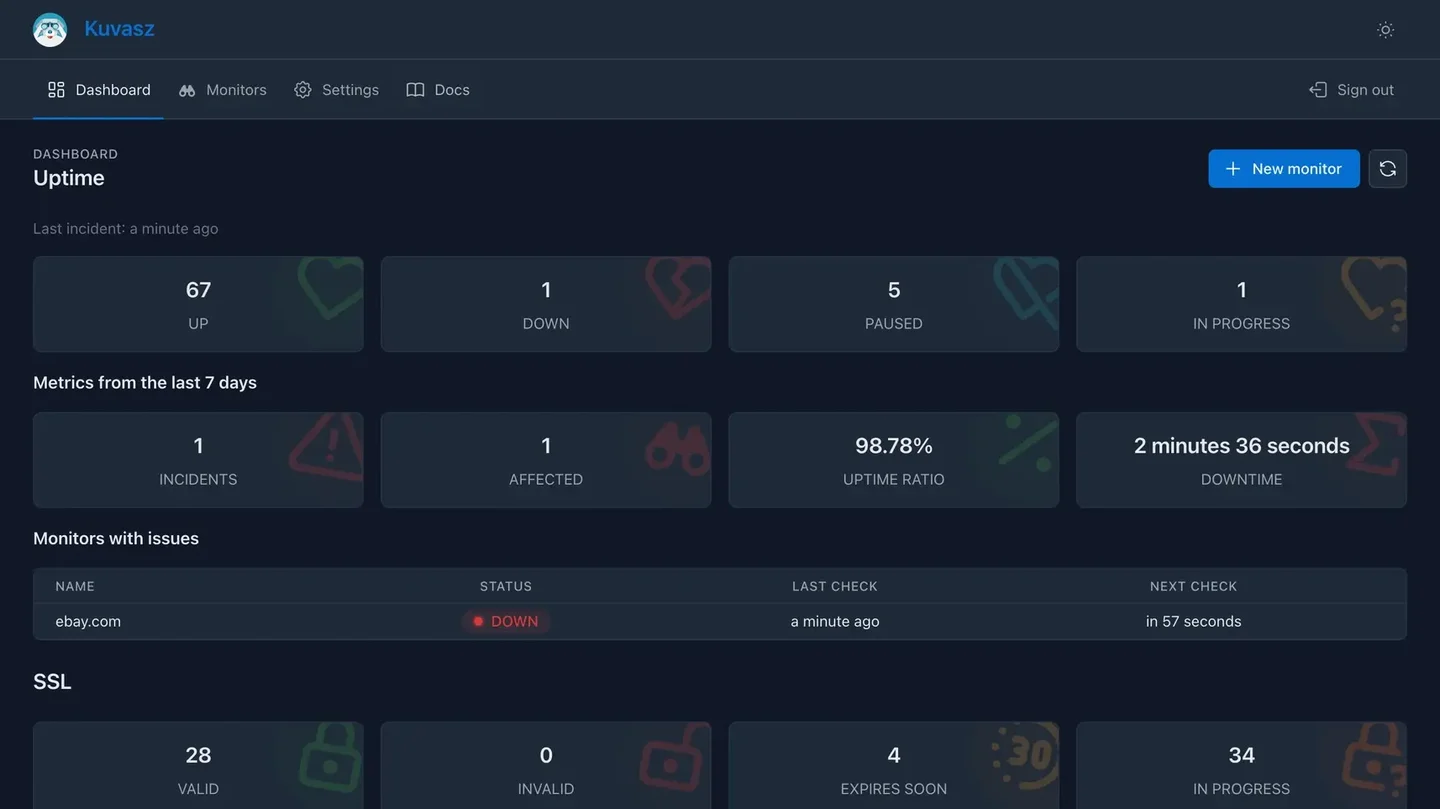 Kuvasz
Dashboard Monitors Settings Docs Sign out
DASHBOARD
Uptime
New monitor
Last incident: a minute ago
67 1 5 1
UP DOWN PAUSED IN PROGRESS
Metrics from the last 7 days
1 1 98.78% 2 minutes 36 seconds
INCIDENTS AFFECTED UPTIME RATIO DOWNTIME
Monitors with issues
NAME STATUS LAST CHECK NEXT CHECK
ebay.com DOWN a minute ago in 57 seconds
SSL
28 0 4 34
30
VALID INVALID EXPIRES SOON IN PROGRESS